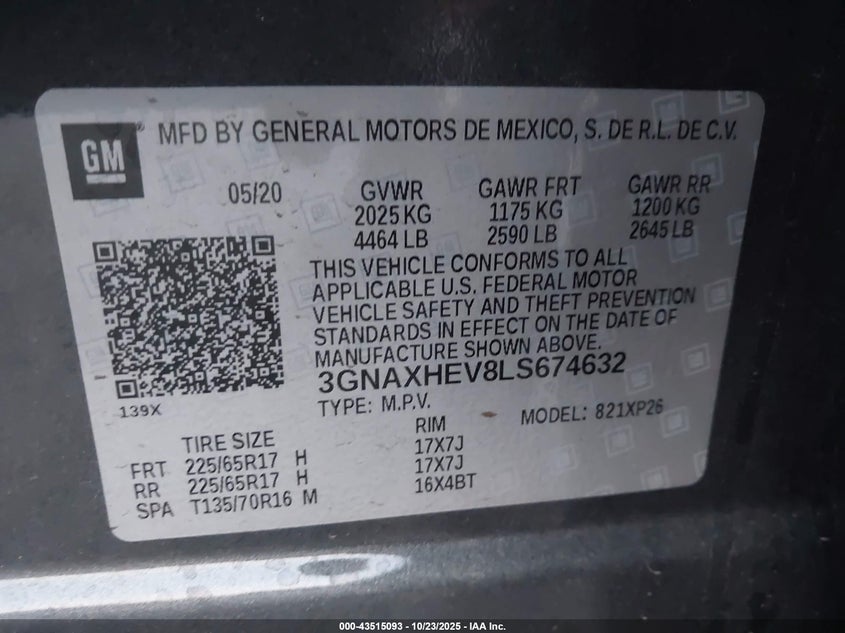 GM
MFD BY GENERAL MOTORS DE MEXICO, S. DE R.L. DE C.V.
05/20 GVWR GAWR FRT GAWR RR
2025 KG 1175 KG 1200 KG
4464 LB 2590 LB 2645 LB
THIS VEHICLE CONFORMS TO ALL
APPLICABLE U.S. FEDERAL MOTOR
VEHICLE SAFETY AND THEFT PREVENTION
STANDARDS IN EFFECT ON THE DATE OF
MANUFACTURE SHOWN ABOVE.
3GNAXHEV8LS674632
139X
TYPE: M.P.V. MODEL: 821XP26
TIRE SIZE RIM
FRT 225/65R17 H 17X7J
RR 225/65R17 H 17X7J
SPA T135/70R16 M 16X4BT
000-43515093 - 10/23/2025 - IAA Inc.